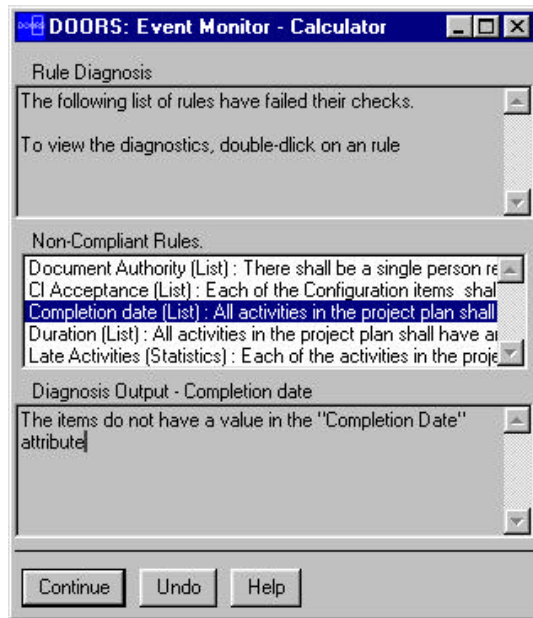 DOORS: Event Monitor - Calculator
Rule Diagnosis
The following list of rules have failed their checks.
To view the diagnostics, double-dlick on an rule
Non-Compliant Rules.
Document Authority (List) : There shall be a single person re
CI Acceptance (List) : Each of the Configuration items shal
Completion date (List) : All activities in the project plan shall
Duration (List) : All activities in the project plan shall have ar
Late Activities (Statistics) : Each of the activities in the proje
Diagnosis Output - Completion date
The items do not have a value in the "Completion Date"
attribute
Continue Undo Help